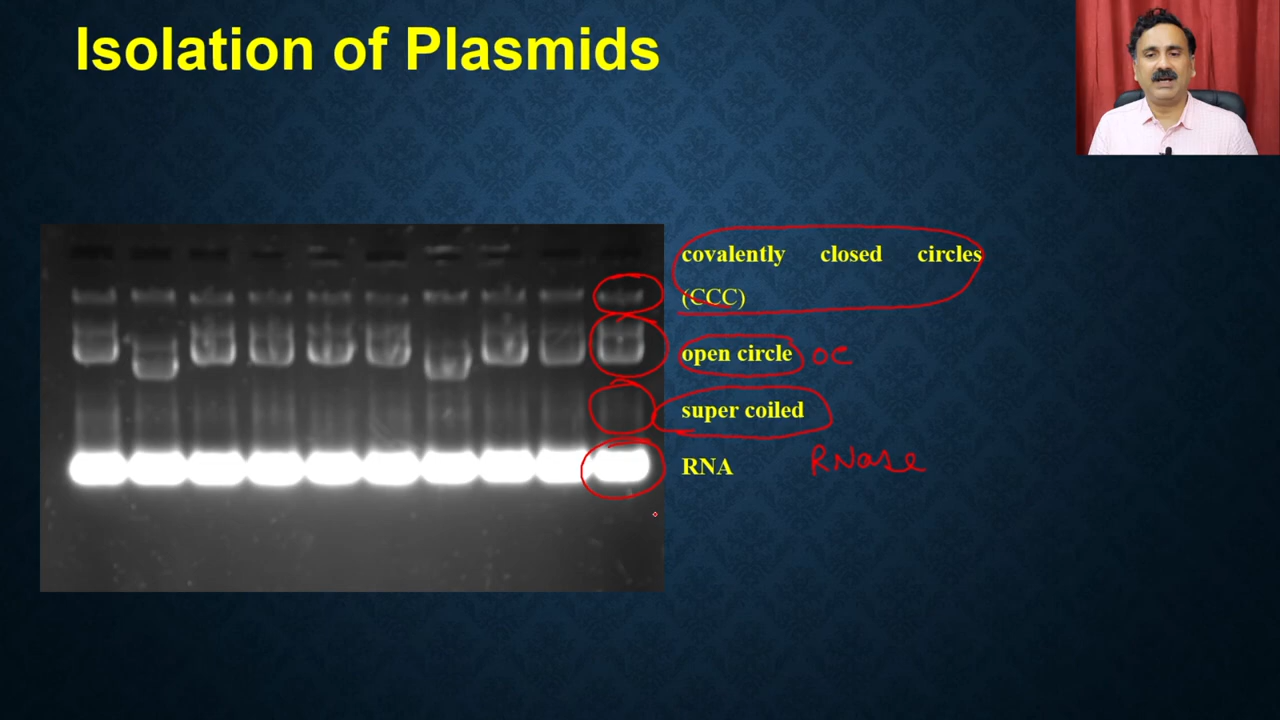 Isolation of Plasmids
covalently closed circles
(CCC)
open circle OC
super coiled
RNA RNase